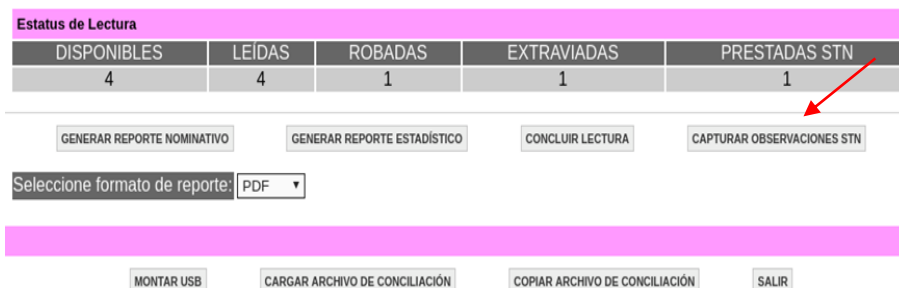 Estatus de Lectura
DISPONIBLES LEÍDAS ROBADAS EXTRAVIADAS PRESTADAS STN
4 4 1 1 1
GENERAR REPORTE NOMINATIVO GENERAR REPORTE ESTADÍSTICO CONCLUIR LECTURA CAPTURAR OBSERVACIONES STN
Seleccione formato de reporte: PDF
MONTAR USB CARGAR ARCHIVO DE CONCILIACIÓN COPIAR ARCHIVO DE CONCILIACIÓN SALIR